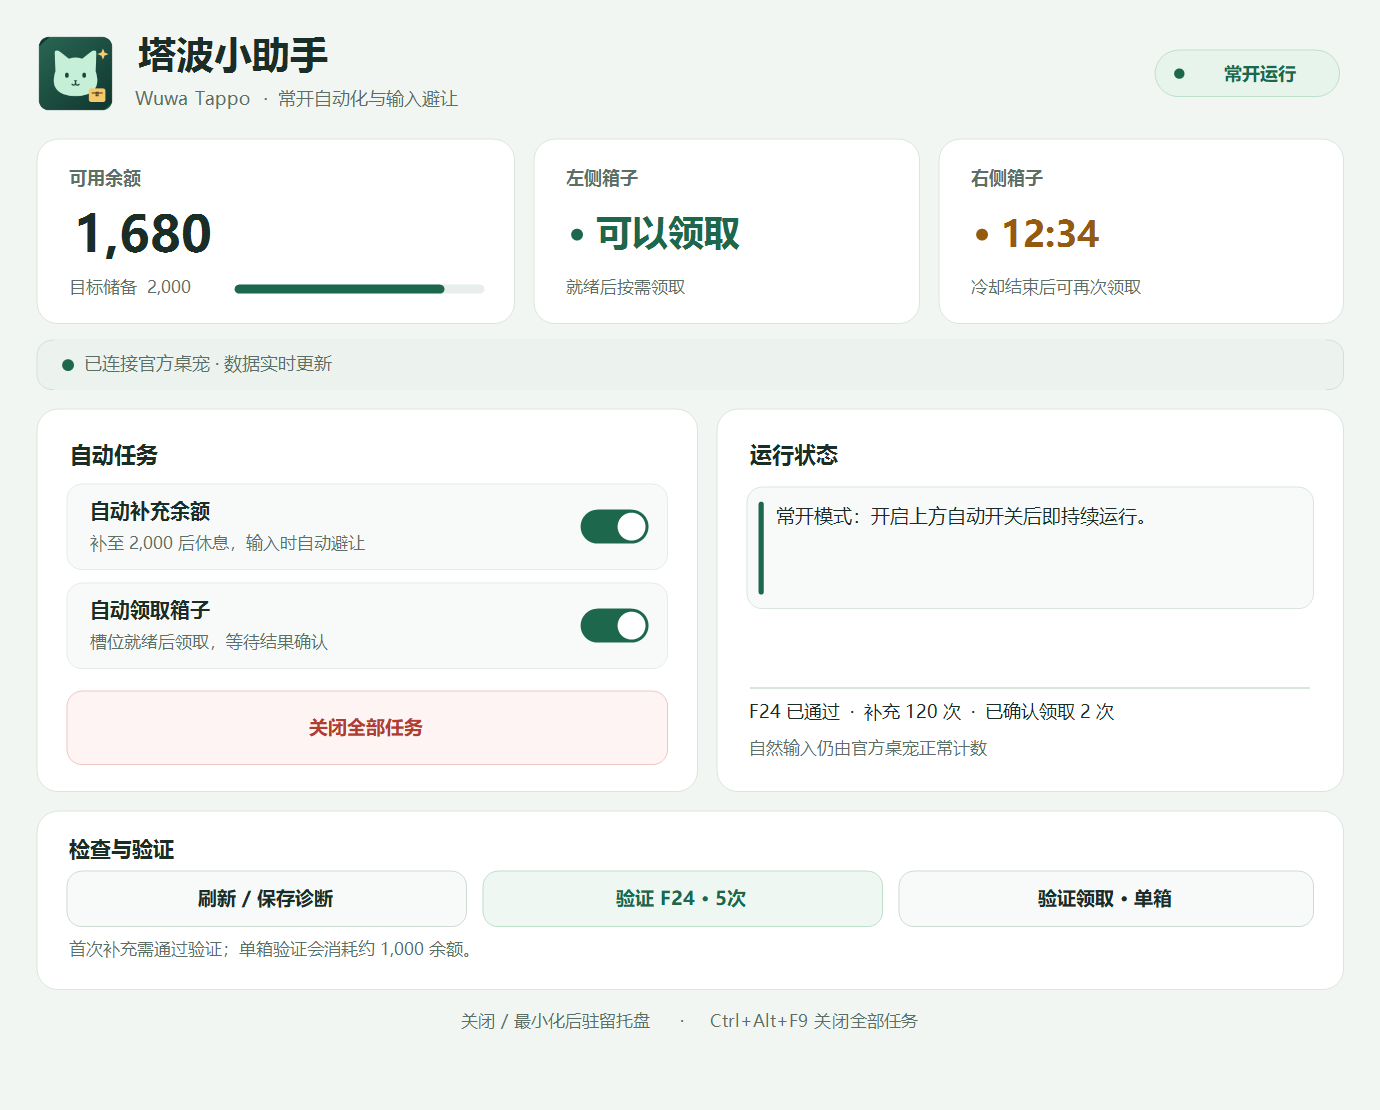 塔波小助手
Wuwa Tappo · 常开自动化与输入避让
常开运行
可用余额
1,680
目标储备 2,000
左侧箱子
可以领取
就绪后按需领取
右侧箱子
12:34
冷却结束后可再次领取
已连接官方桌宠 · 数据实时更新
自动任务
自动补充余额
补至 2,000 后休息，输入时自动避让
自动领取箱子
槽位就绪后领取，等待结果确认
关闭全部任务
运行状态
常开模式：开启上方自动开关后即持续运行。
F24 已通过 · 补充 120 次 · 已确认领取 2 次
自然输入仍由官方桌宠正常计数
检查与验证
刷新 / 保存诊断
验证 F24 • 5次
验证领取 • 单箱
首次补充需通过验证；单箱验证会消耗约 1,000 余额。
关闭 / 最小化后驻留托盘 · Ctrl+Alt+F9 关闭全部任务